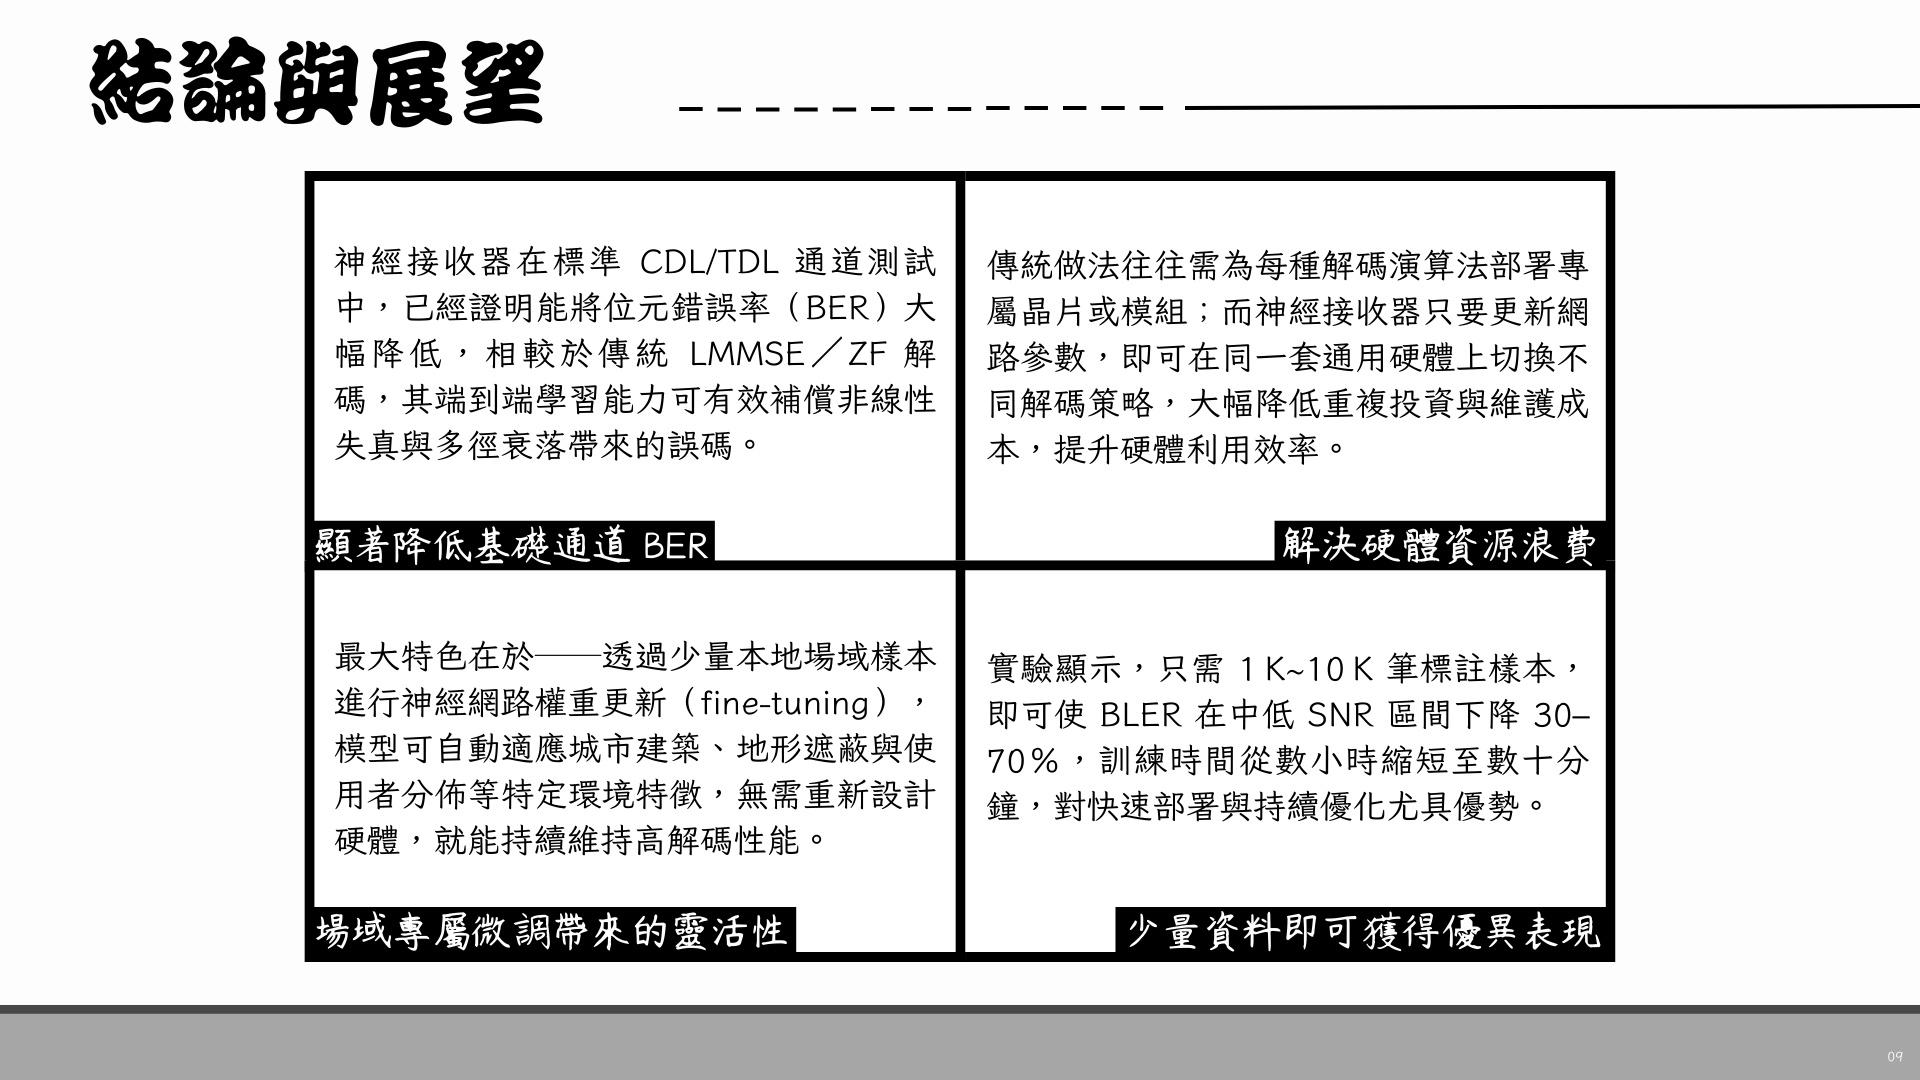 結論與展望
神經接收器在標準 CDL/TDL 通道測試
中，已經證明能將位元錯誤率（BER）大
幅降低，相較於傳統 LMMSE／ZF 解
碼，其端到端學習能力可有效補償非線性
失真與多徑衰落帶來的誤碼。
顯著降低基礎通道 BER
傳統做法往往需為每種解碼演算法部署專
屬晶片或模組；而神經接收器只要更新網
路參數，即可在同一套通用硬體上切換不
同解碼策略，大幅降低重複投資與維護成
本，提升硬體利用效率。
解決硬體資源浪費
最大特色在於──透過少量本地場域樣本
進行神經網路權重更新（fine-tuning），
模型可自動適應城市建築、地形遮蔽與使
用者分佈等特定環境特徵，無需重新設計
硬體，就能持續維持高解碼性能。
場域專屬微調帶來的靈活性
實驗顯示，只需 1 K~10 K 筆標註樣本，
即可使 BLER 在中低 SNR 區間下降 30–
70%，訓練時間從數小時縮短至數十分
鐘，對快速部署與持續優化尤具優勢。
少量資料即可獲得優異表現
09